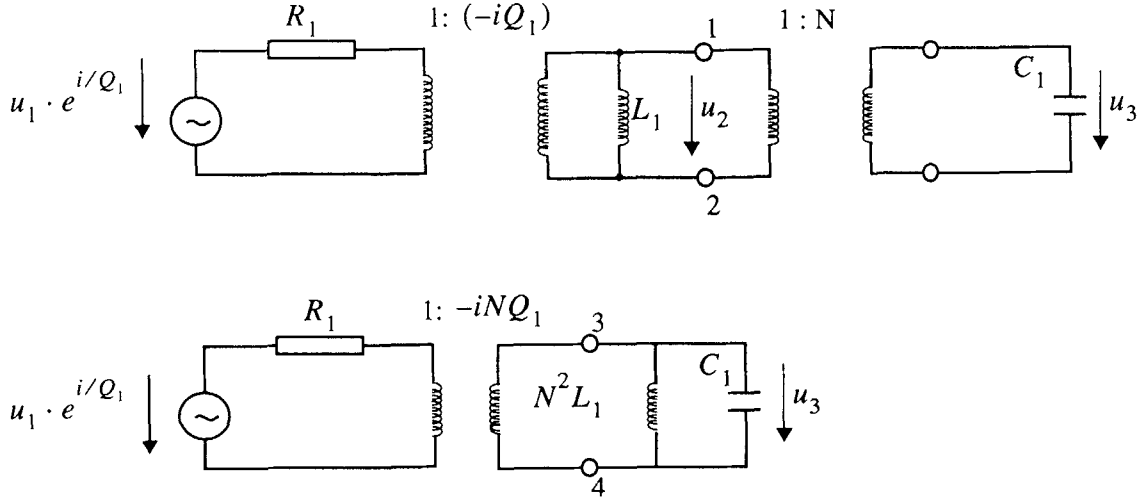 R₁
1: (-iQ₁)
1
1 : N
u₁ · e^{i/Q₁}
L₁
u₂
C₁
u₃
2
R₁
1: -iNQ₁
3
u₁ · e^{i/Q₁}
N²L₁
C₁
u₃
4